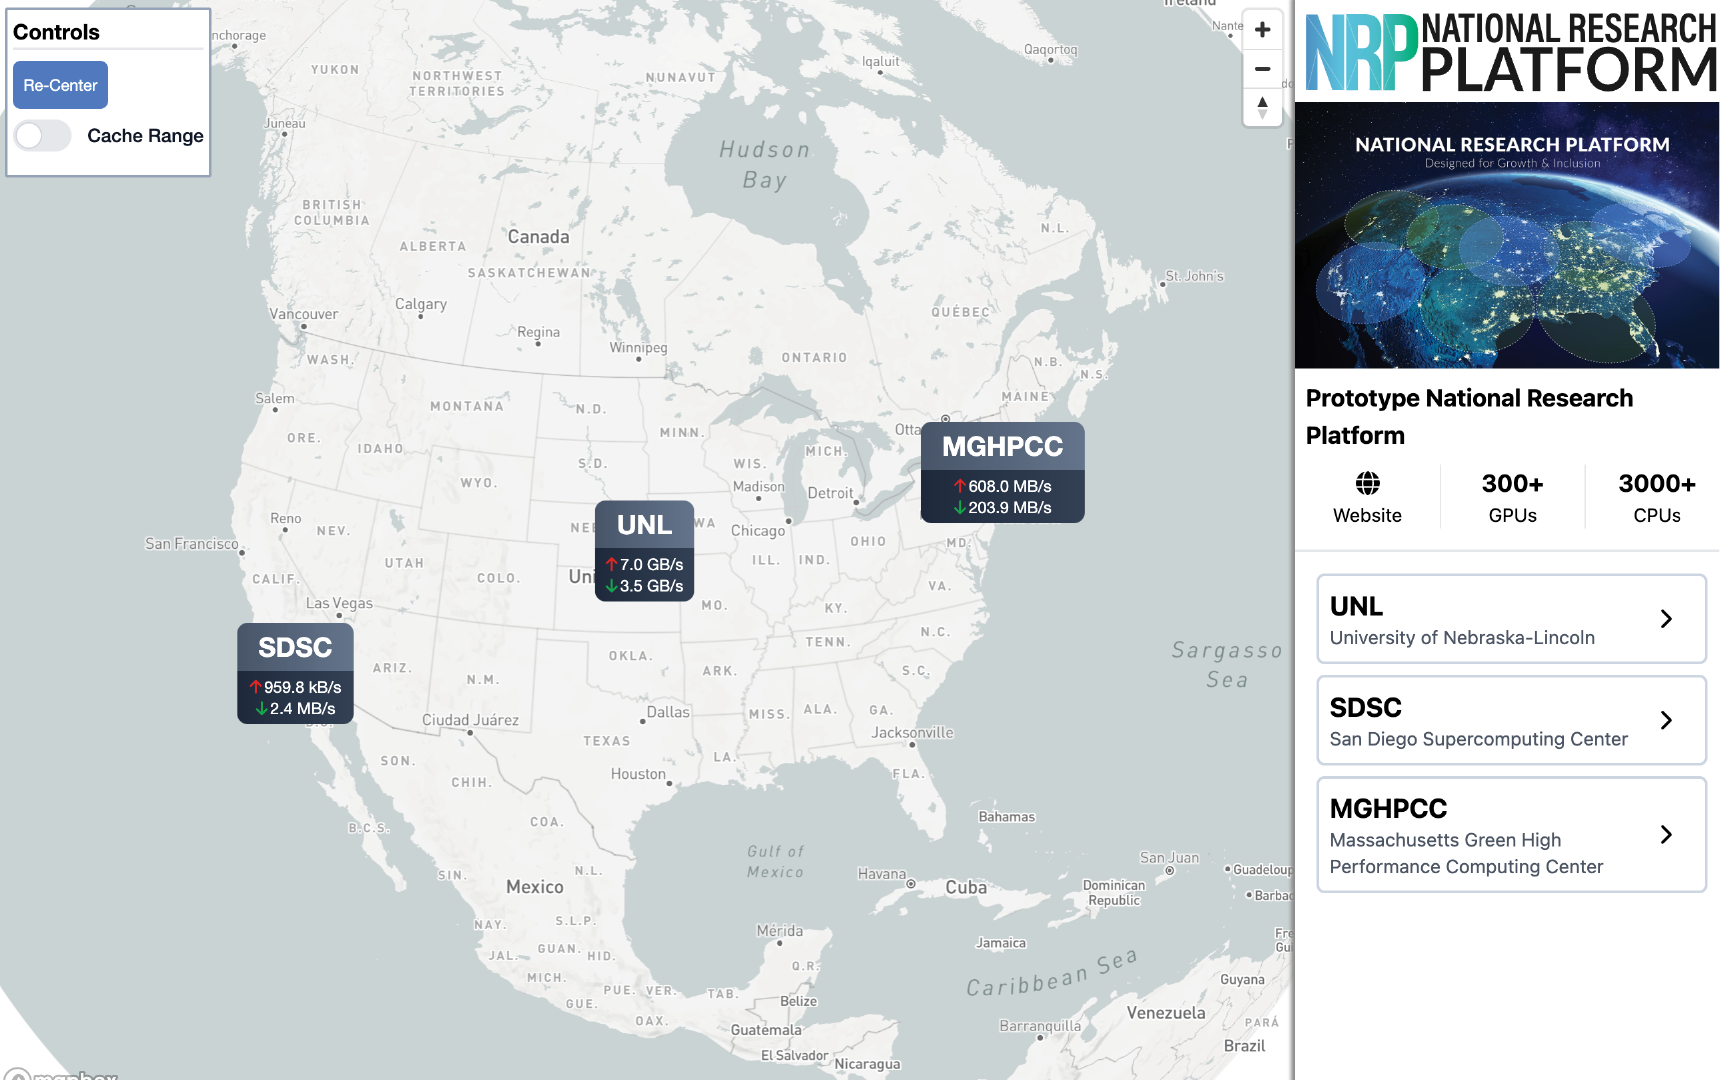 Controls
Re-Center
Cache Range
nchorage
YUKON
NORTHWEST
TERRITORIES
NUNAVUT
Iqaluit
Qaqortoq
Ireland
Nante
Juneau
Hudson
Bay
BRITISH
COLUMBIA
ALBERTA
Canada
SASKATCHEWAN
N.L.
St. John's
Calgary
Vancouver
Regina
Winnipeg
QUÉBEC
ONTARIO
WASH.
N.B.
N.S.
MAINE
Salem
MONTANA
N.D.
MINN.
Otta
ORE.
IDAHO
S.D.
WIS.
MICH.
MGHPCC
↑608.0 MB/s
↓203.9 MB/s
WYO.
Madison
Detroit
Reno
NEV.
NE
UNL
WA
↑7.0 GB/s
↓3.5 GB/s
Chicago
OHIO
MD.
San Francisco
UTAH
COLO.
Uni
ILL.
IND.
CALIF.
VA.
Las Vegas
MO.
KY.
SDSC
↑959.8 kB/s
↓2.4 MB/s
ARIZ.
N.M.
OKLA.
ARK.
TENN.
N.C.
S.C.
Sargasso
Sea
Ciudad Juárez
Dallas
MISS.
ALA.
GA.
TEXAS
Jacksonville
SON.
CHIH.
Houston
LA.
FLA.
B.C.S.
COA.
Bahamas
Gulf of
Mexico
SIN.
N.L.
Mexico
Havana
Cuba
San Juan
Guadeloup
Dominican
Republic
Barbad
NAY.
S.L.P.
Mérida
Jamaica
JAL.
GUAN.
HID.
Q.R.
Caribbean Sea
MICH.
PUE.
VER.
TAB.
Belize
Guyana
GUE.
OAX.
Guatemala
Barranquilla
Venezuela
PARÁ
El Salvador
Nicaragua
Brazil
mapbox
NRP NATIONAL RESEARCH
PLATFORM
NATIONAL RESEARCH PLATFORM
Designed for Growth & Inclusion
Prototype National Research
Platform
Website
300+
GPUs
3000+
CPUs
UNL
University of Nebraska-Lincoln
SDSC
San Diego Supercomputing Center
MGHPCC
Massachusetts Green High
Performance Computing Center